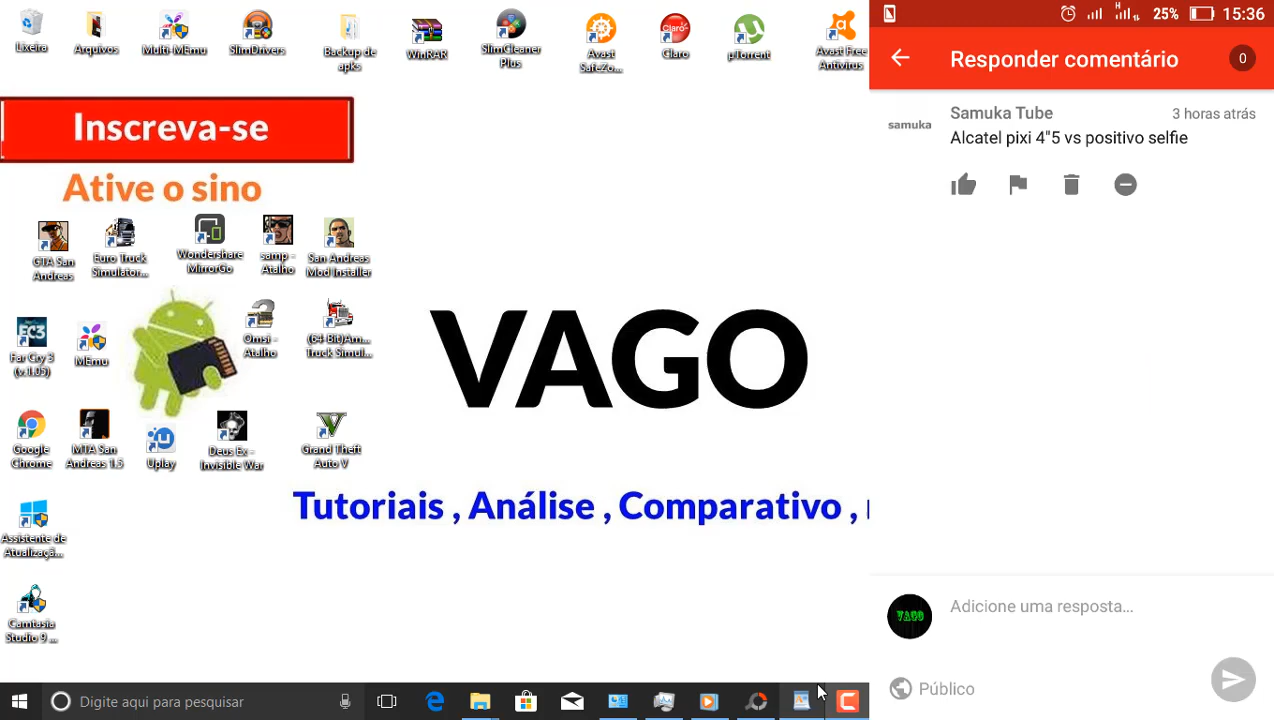 Lixeira
Arquivos
Multi-MEmu
SlimDrivers
Backup de
apks
WinRAR
SlimCleaner
Plus
Avast
SafeZo...
Claro
µTorrent
Avast Free
Antivirus
Inscreva-se
Ative o sino
GTA San
Andreas
Euro Truck
Simulator...
Wondershare
MirrorGo
samp -
Atalho
San Andreas
Mod Installer
Far Cry 3
(v.1.05)
MEmu
Omsi -
Atalho
(64-Bit)Am...
Truck Simul...
VAGO
Google
Chrome
MTA San
Andreas 1.5
Uplay
Deus Ex -
Invisible War
Grand Theft
Auto V
Tutoriais , Análise , Comparativo ,
Assistente de
Atualizaçã...
Camtasia
Studio 9 ...
Digite aqui para pesquisar
25% 15:36
Responder comentário 0
samuka
Samuka Tube 3 horas atrás
Alcatel pixi 4"5 vs positivo selfie
VAGO
Adicione uma resposta...
Público